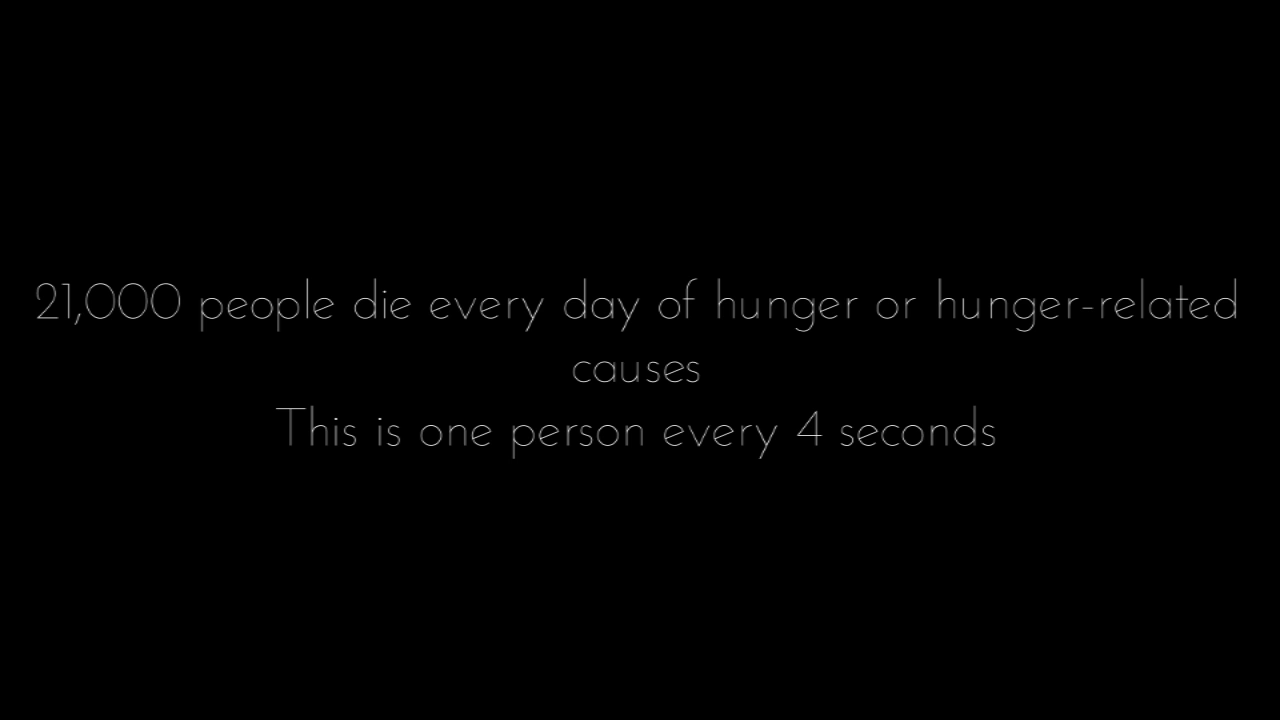 21,000 people die every day of hunger or hunger-related
causes
This is one person every 4 seconds